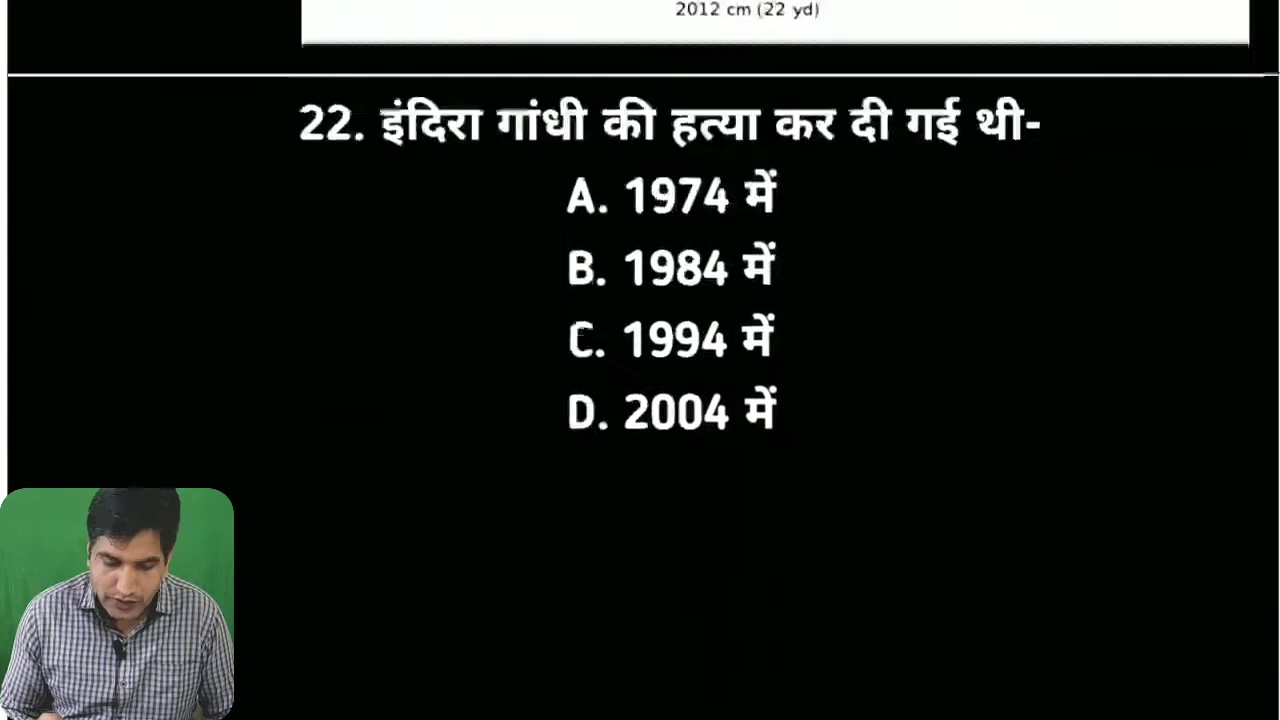 2012 cm (22 yd)
22. इंदिरा गांधी की हत्या कर दी गई थी-
A. 1974 में
B. 1984 में
C. 1994 में
D. 2004 में